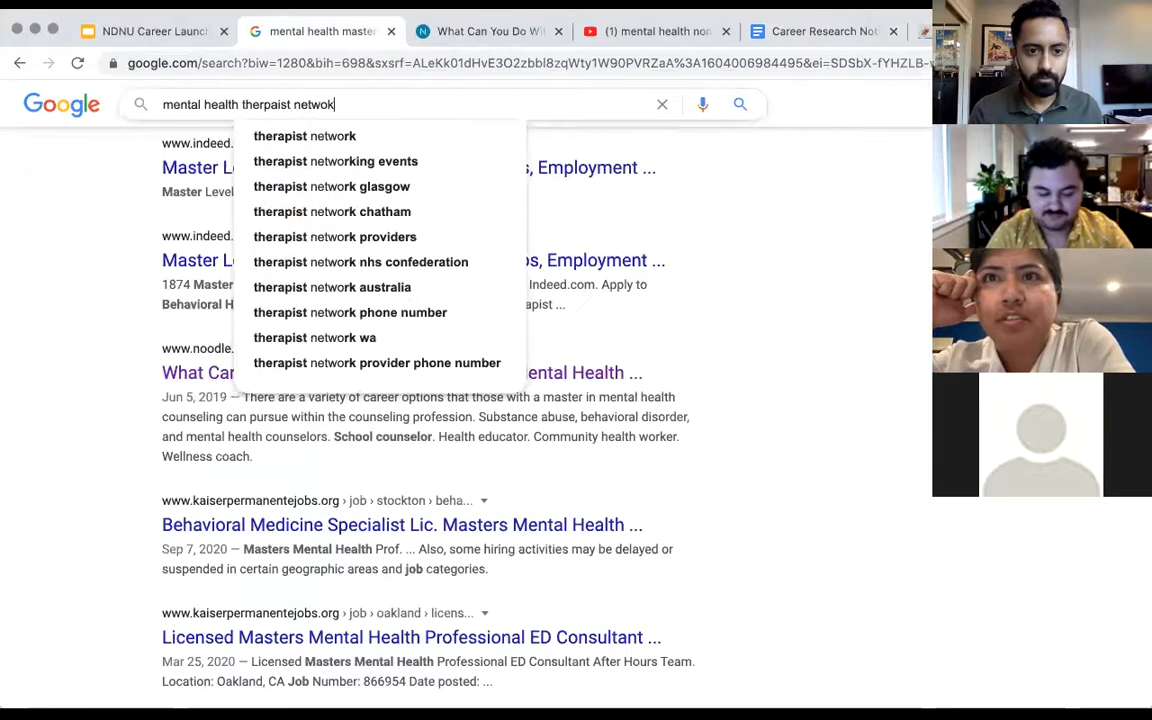 NDNU Career Launc
mental health master
What Can You Do Wit
(1) mental health non
Career Research Not
google.com/search?biw=1280&bih=698&sxsrf=ALeKk01dHvE3O2zbbl8zqWty1W90PVRZaA%3A1604006984495&ei=SDSbX-fYHZLB-
Google
mental health therpaist netwok
therapist network
therapist networking events
therapist network glasgow
therapist network chatham
therapist network providers
therapist network nhs confederation
therapist network australia
therapist network phone number
therapist network wa
therapist network provider phone number
www.indeed.
Master L
s, Employment ...
Master Level
www.indeed.
Master Le
bs, Employment ...
1874 Master
Indeed.com. Apply to
Behavioral H
apist ...
www.noodle.
What Car
ental Health ...
Jun 5, 2019 — There are a variety of career options that those with a master in mental health
counseling can pursue within the counseling profession. Substance abuse, behavioral disorder,
and mental health counselors. School counselor. Health educator. Community health worker.
Wellness coach.
www.kaiserpermanentejobs.org › job › stockton › beha...
Behavioral Medicine Specialist Lic. Masters Mental Health ...
Sep 7, 2020 — Masters Mental Health Prof. ... Also, some hiring activities may be delayed or
suspended in certain geographic areas and job categories.
www.kaiserpermanentejobs.org › job › oakland › licens...
Licensed Masters Mental Health Professional ED Consultant ...
Mar 25, 2020 — Licensed Masters Mental Health Professional ED Consultant After Hours Team.
Location: Oakland, CA Job Number: 866954 Date posted: ...